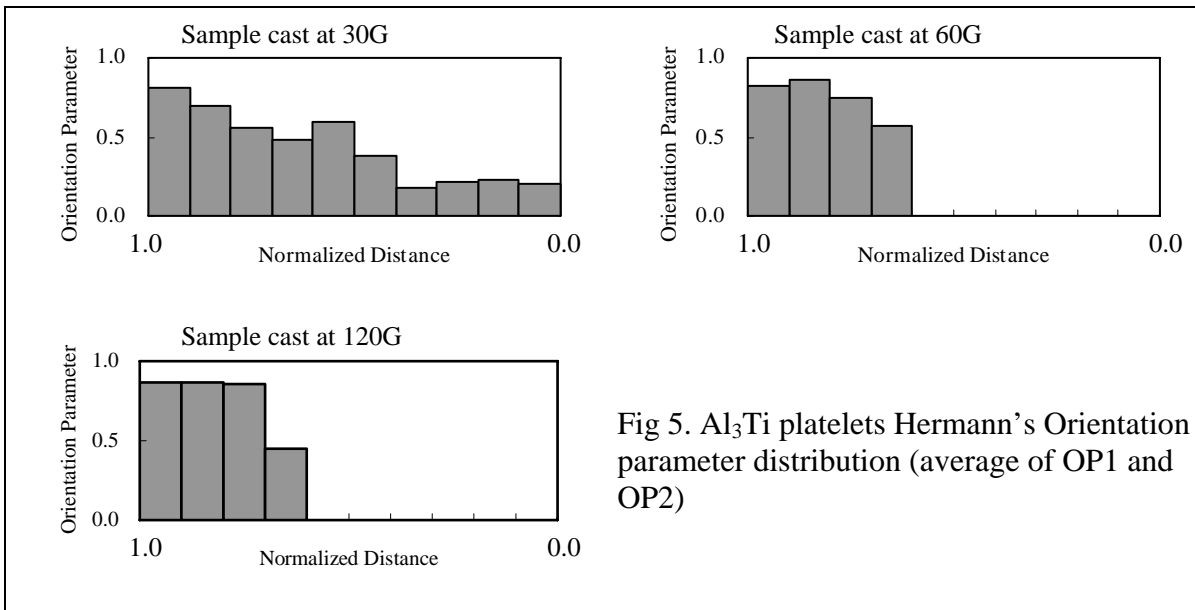 Sample cast at 30G
1.0
0.5
0.0
Orientation Parameter
1.0
Normalized Distance
0.0
Sample cast at 60G
1.0
0.5
0.0
Orientation Parameter
1.0
Normalized Distance
0.0
Sample cast at 120G
1.0
0.5
0.0
Orientation Parameter
1.0
Normalized Distance
0.0
Fig 5. Al₃Ti platelets Hermann’s Orientation
parameter distribution (average of OP1 and
OP2)